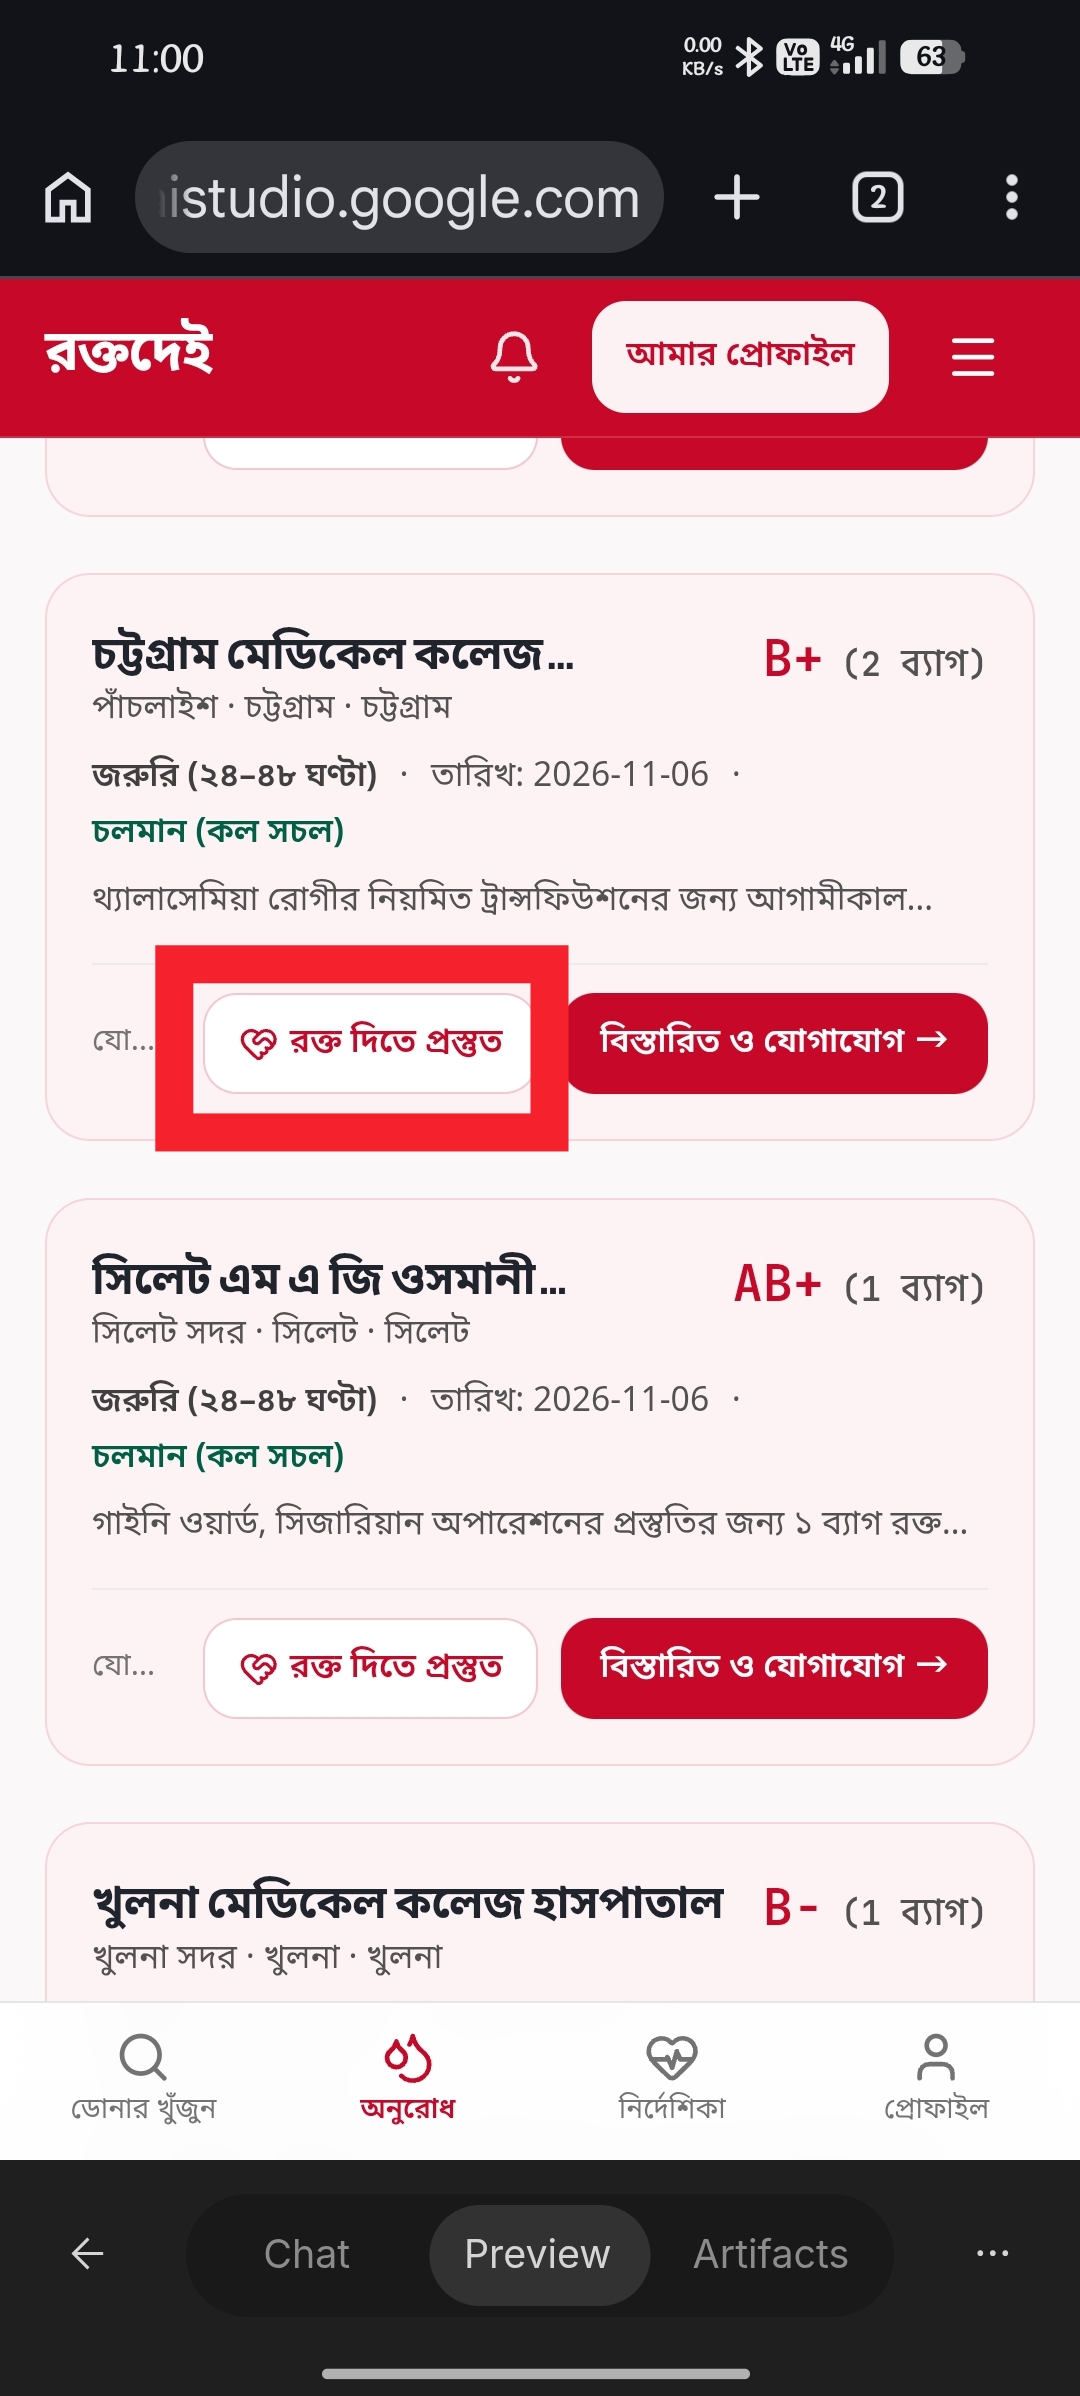 11:00
0.00
KB/s
Vo
LTE
4G
63
aistudio.google.com
2
রক্তদেই
আমার প্রোফাইল
চট্টগ্রাম মেডিকেল কলেজ...
B+ (2 ব্যাগ)
পাঁচলাইশ · চট্টগ্রাম · চট্টগ্রাম
জরুরি (২৪-৪৮ ঘণ্টা) · তারিখ: 2026-11-06 ·
চলমান (কল সচল)
থ্যালাসেমিয়া রোগীর নিয়মিত ট্রান্সফিউশনের জন্য আগামীকাল...
যো...
রক্ত দিতে প্রস্তুত
বিস্তারিত ও যোগাযোগ →
সিলেট এম এ জি ওসমানী...
AB+ (1 ব্যাগ)
সিলেট সদর · সিলেট · সিলেট
জরুরি (২৪-৪৮ ঘণ্টা) · তারিখ: 2026-11-06 ·
চলমান (কল সচল)
গাইনি ওয়ার্ড, সিজারিয়ান অপারেশনের প্রস্তুতির জন্য ১ ব্যাগ রক্ত...
যো...
রক্ত দিতে প্রস্তুত
বিস্তারিত ও যোগাযোগ →
খুলনা মেডিকেল কলেজ হাসপাতাল
B- (1 ব্যাগ)
খুলনা সদর · খুলনা · খুলনা
ডোনার খুঁজুন
অনুরোধ
নির্দেশিকা
প্রোফাইল
Chat
Preview
Artifacts